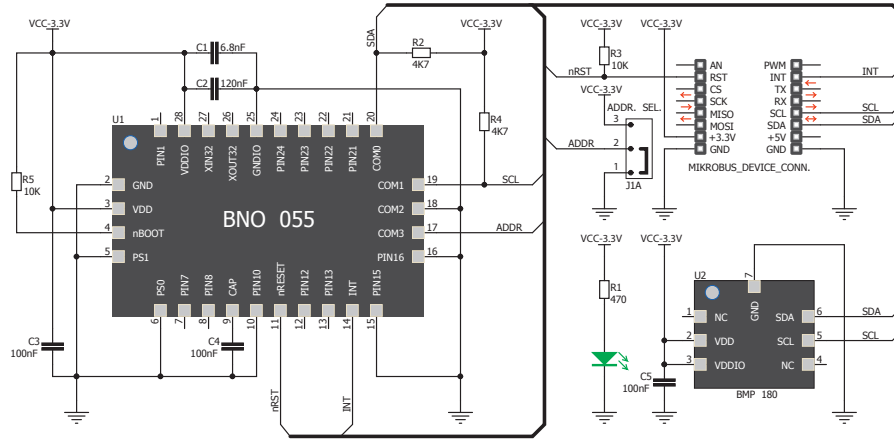 VCC-3.3V
VCC-3.3V
VCC-3.3V
VCC-3.3V
VCC-3.3V
C1
6.8nF
C2
120nF
SDA
R2
4K7
R4
4K7
R5
10K
C3
100nF
C4
100nF
U1
1
28
27
26
25
24
23
22
21
20
PIN1
VDDIO
XIN32
XOUT32
GNDIO
PIN24
PIN23
PIN22
PIN21
COM0
2
GND
3
VDD
4
nBOOT
5
PS1
BNO 055
COM1
19
SCL
COM2
18
COM3
17
ADDR
PIN16
16
PS0
PIN7
PIN8
CAP
PIN10
nRESET
PIN12
PIN13
INT
PIN15
6
7
8
9
10
11
12
13
14
15
nRST
INT
nRST
R3
10K
VCC-3.3V
ADDR. SEL.
3
ADDR
2
1
J1A
AN
RST
CS
SCK
MISO
MOSI
+3.3V
GND
PWM
INT
TX
RX
SCL
SDA
+5V
GND
INT
SCL
SDA
MIKROBUS_DEVICE_CONN.
VCC-3.3V
R1
470
VCC-3.3V
C5
100nF
U2
7
GND
1
NC
2
VDD
3
VDDIO
SDA
6
SDA
SCL
5
SCL
NC
4
BMP 180